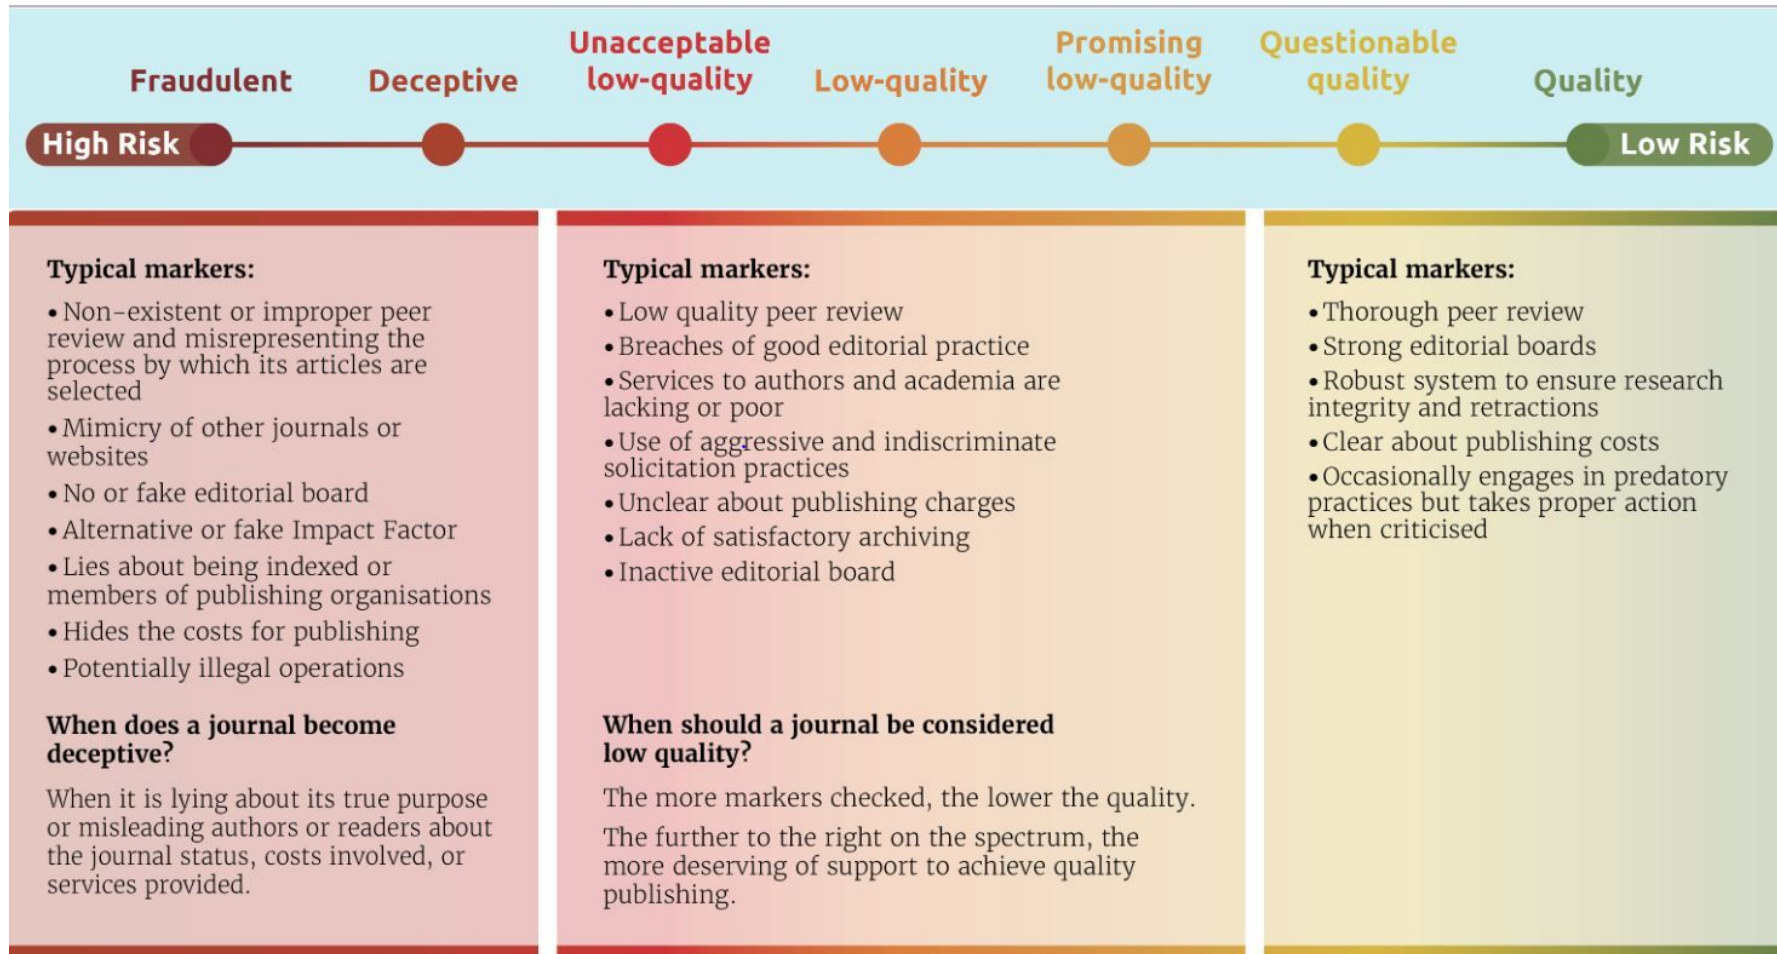 Fraudulent
Deceptive
Unacceptable
low-quality
Low-quality
Promising
low-quality
Questionable
quality
Quality
High Risk
Low Risk
Typical markers:
• Non-existent or improper peer
review and misrepresenting the
process by which its articles are
selected
• Mimicry of other journals or
websites
• No or fake editorial board
• Alternative or fake Impact Factor
• Lies about being indexed or
members of publishing organisations
• Hides the costs for publishing
• Potentially illegal operations
When does a journal become
deceptive?
When it is lying about its true purpose
or misleading authors or readers about
the journal status, costs involved, or
services provided.
Typical markers:
• Low quality peer review
• Breaches of good editorial practice
• Services to authors and academia are
lacking or poor
• Use of aggressive and indiscriminate
solicitation practices
• Unclear about publishing charges
• Lack of satisfactory archiving
• Inactive editorial board
When should a journal be considered
low quality?
The more markers checked, the lower the quality.
The further to the right on the spectrum, the
more deserving of support to achieve quality
publishing.
Typical markers:
• Thorough peer review
• Strong editorial boards
• Robust system to ensure research
integrity and retractions
• Clear about publishing costs
• Occasionally engages in predatory
practices but takes proper action
when criticised